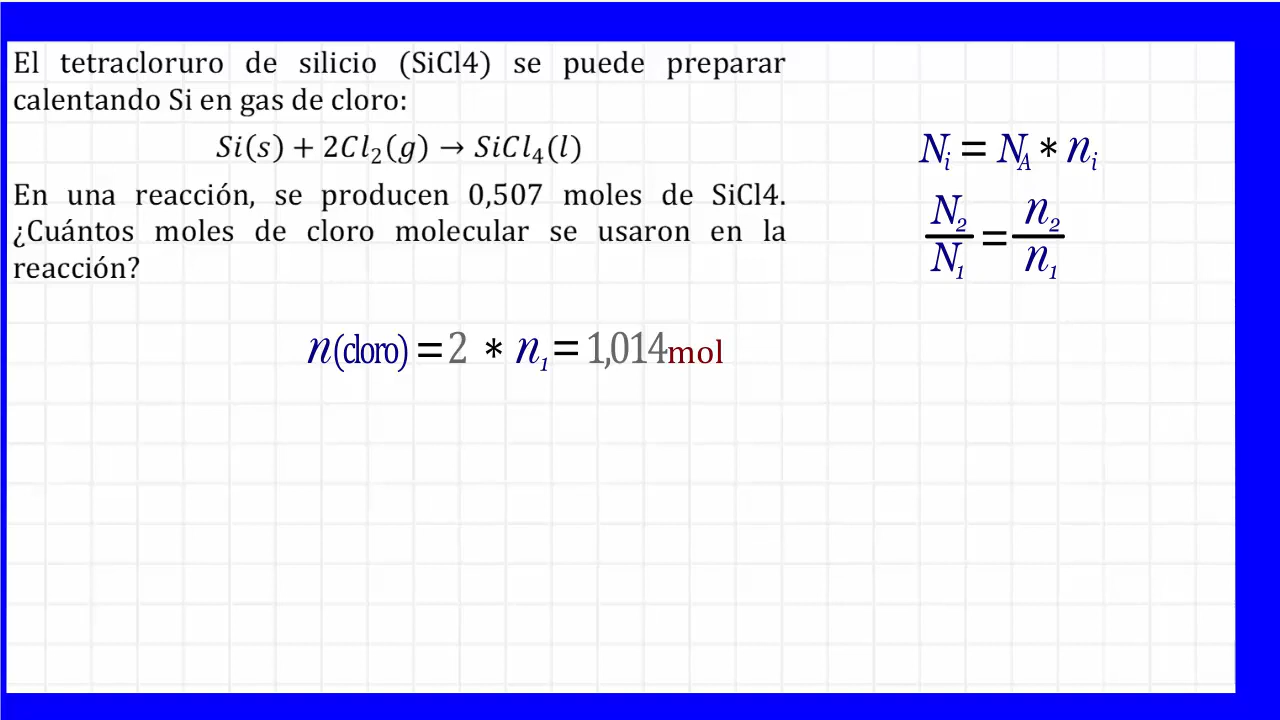 El tetracloruro de silicio (SiCl4) se puede preparar
calentando Si en gas de cloro:
Si(s) + 2Cl₂(g) → SiCl₄(l)
En una reacción, se producen 0,507 moles de SiCl4.
¿Cuántos moles de cloro molecular se usaron en la
reacción?
Nᵢ = N_A * nᵢ
N₂/N₁ = n₂/n₁
n(cloro) = 2 * n₁ = 1,014mol